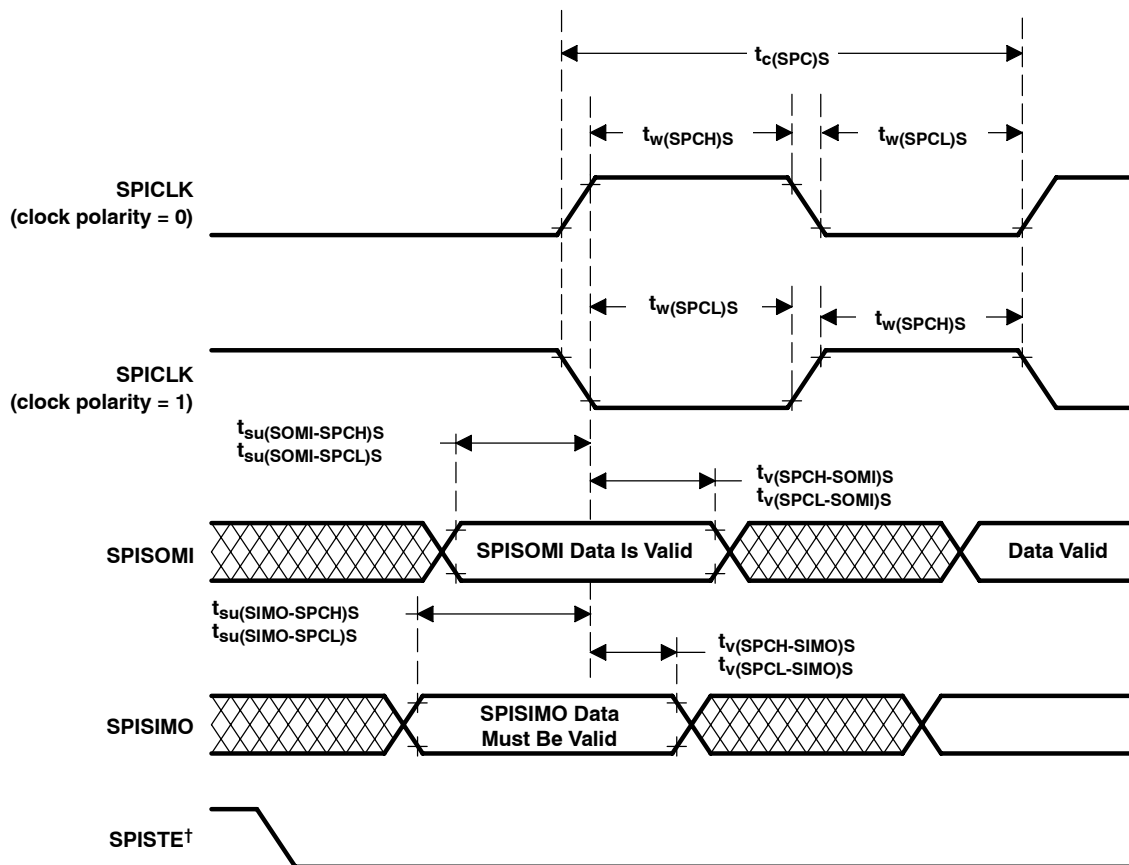 tc(SPC)S
tw(SPCH)S
tw(SPCL)S
SPICLK
(clock polarity = 0)
tw(SPCL)S
tw(SPCH)S
SPICLK
(clock polarity = 1)
tsu(SOMI-SPCH)S
tsu(SOMI-SPCL)S
tv(SPCH-SOMI)S
tv(SPCL-SOMI)S
SPISOMI
SPISOMI Data Is Valid
Data Valid
tsu(SIMO-SPCH)S
tsu(SIMO-SPCL)S
tv(SPCH-SIMO)S
tv(SPCL-SIMO)S
SPISIMO
SPISIMO Data
Must Be Valid
SPISTE†